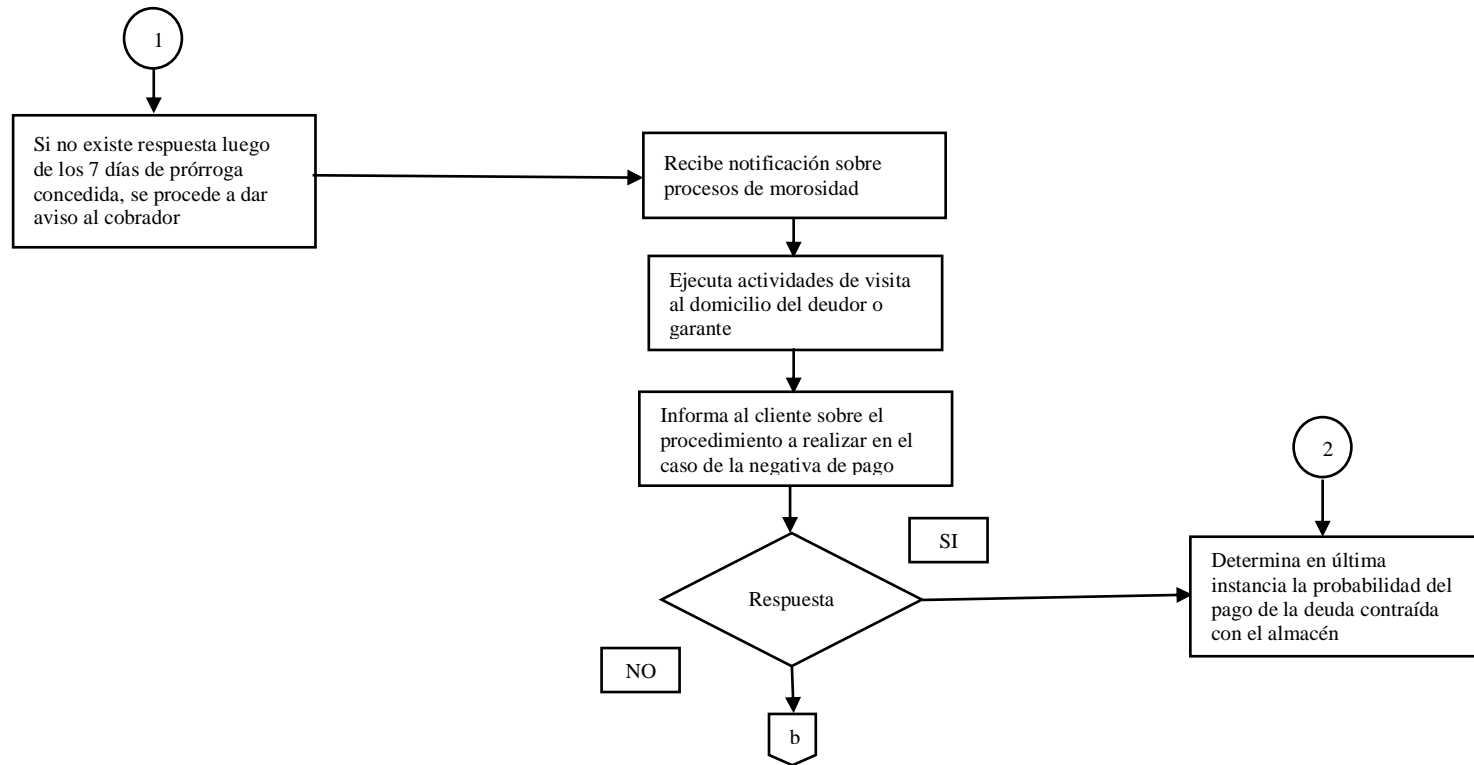 1
Si no existe respuesta luego
de los 7 días de prórroga
concedida, se procede a dar
aviso al cobrador
Recibe notificación sobre
procesos de morosidad
Ejecuta actividades de visita
al domicilio del deudor o
garante
Informa al cliente sobre el
procedimiento a realizar en el
caso de la negativa de pago
2
SI
Respuesta
Determina en última
instancia la probabilidad del
pago de la deuda contraída
con el almacén
NO
b